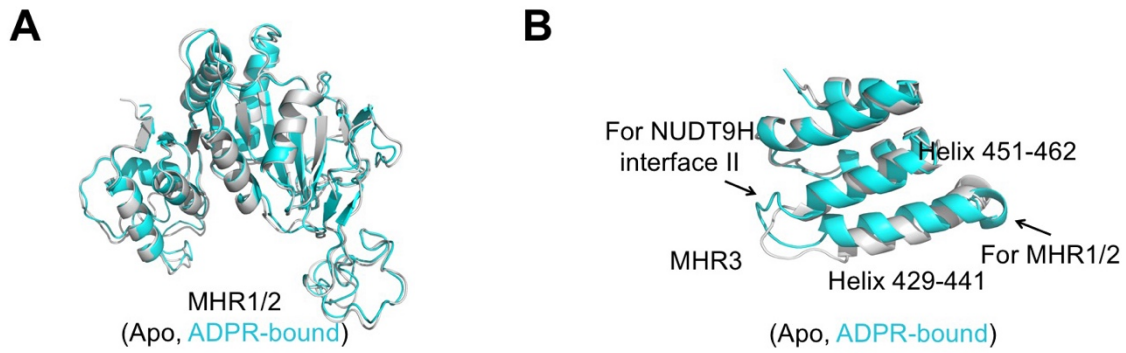 A
MHR1/2
(Apo, ADPR-bound)
B
For NUDT9H
interface II
Helix 451-462
MHR3
For MHR1/2
Helix 429-441
(Apo, ADPR-bound)